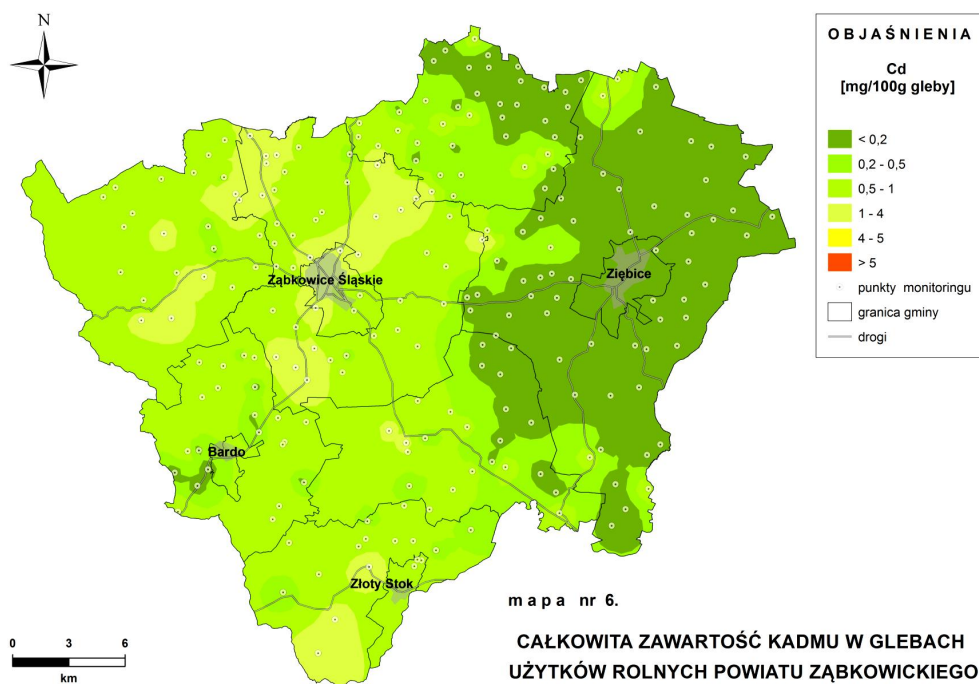 N
OBJAŚNIENIA
Cd
[mg/100g gleby]
< 0,2
0,2 - 0,5
0,5 - 1
1 - 4
4 - 5
> 5
punkty monitoringu
granica gminy
drogi
Ząbkowice Śląskie
Ziębice
Bardo
Złoty Stok
mapa nr 6.
CAŁKOWITA ZAWARTOŚĆ KADMU W GLEBACH
UŻYTKÓW ROLNYCH POWIATU ZĄBKOWICKIEGO
0 3 6
km